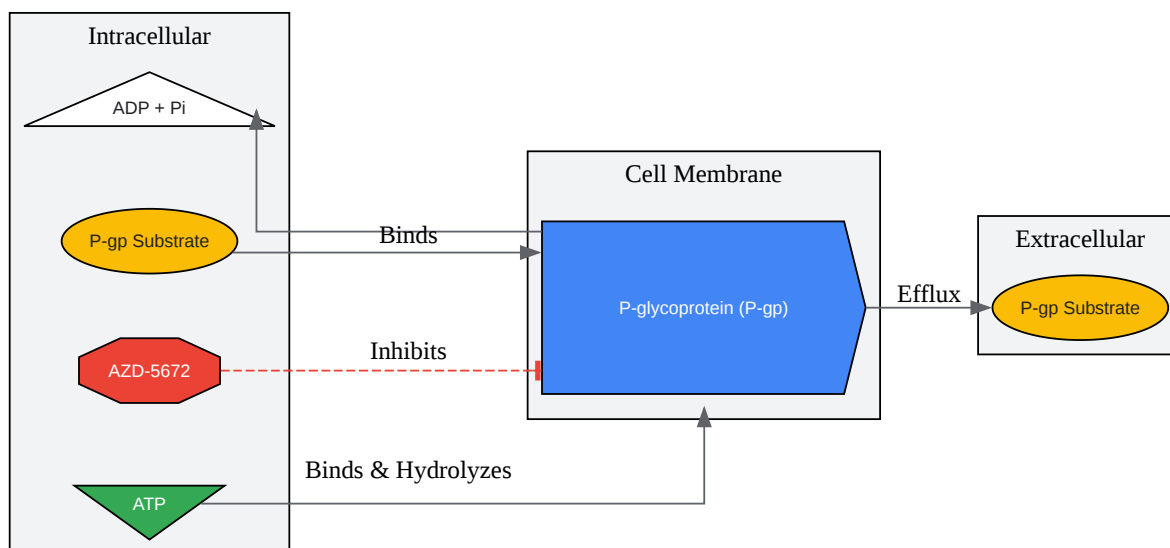 Intracellular
ADP + Pi
P-gp Substrate
AZD-5672
ATP
Binds
Inhibits
Binds & Hydrolyzes
Cell Membrane
P-glycoprotein (P-gp)
Efflux
Extracellular
P-gp Substrate